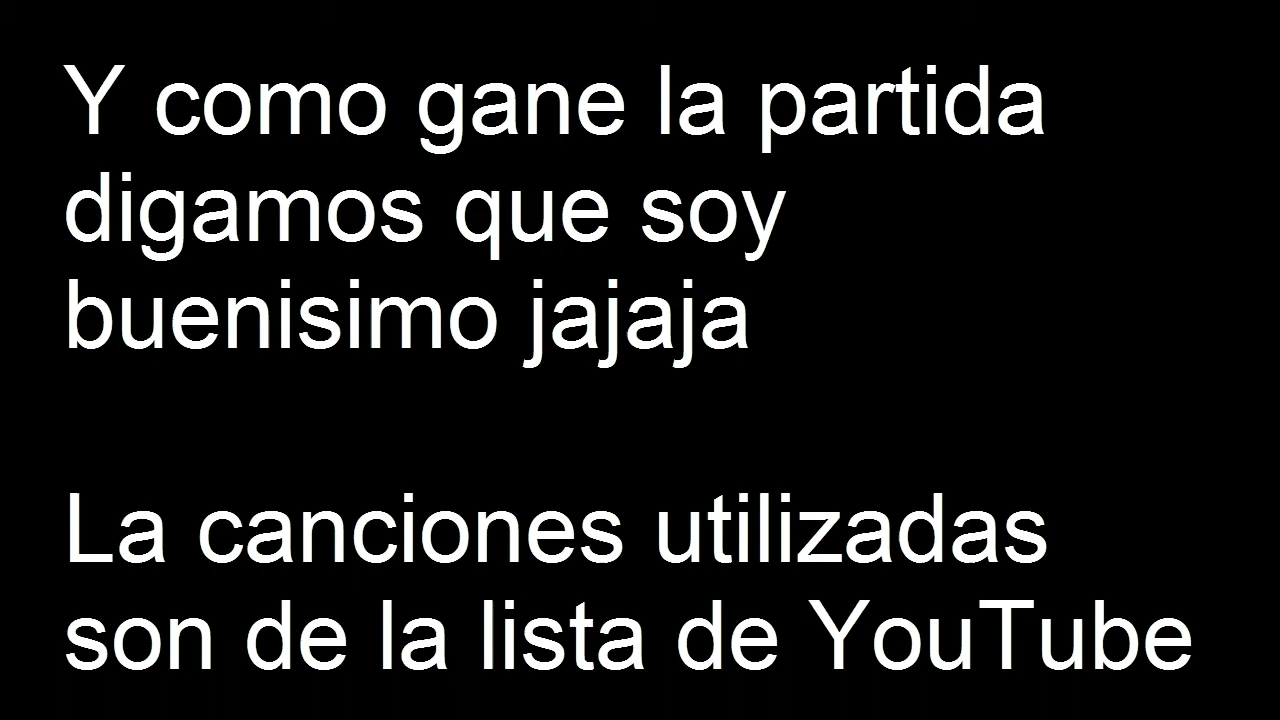 Y como gane la partida
digamos que soy
buenisimo jajaja
La canciones utilizadas
son de la lista de YouTube